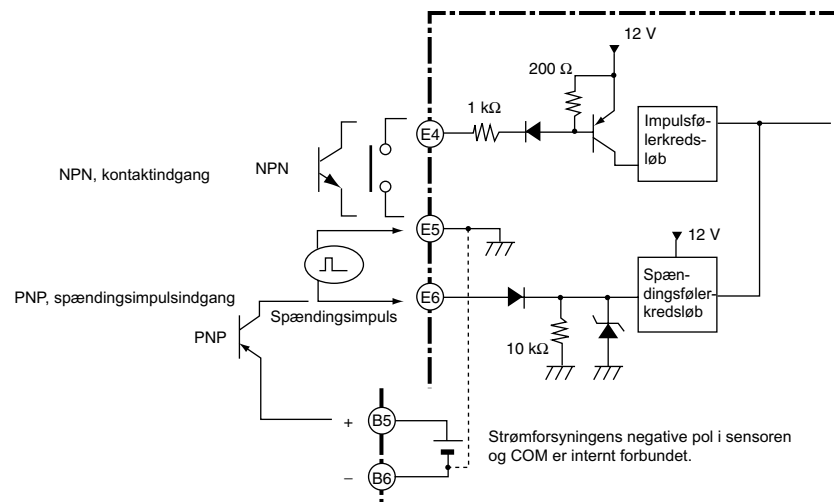 12 V
200 Ω
1 kΩ
E4
Impulsfø-
lerkreds-
løb
NPN, kontaktindgang
NPN
E5
12 V
PNP, spændingsimpulsindgang
E6
Spændingsimpuls
Spæn-
dingsføler-
kredsløb
PNP
10 kΩ
+
B5
Strømforsyningens negative pol i sensoren
og COM er internt forbundet.
−
B6